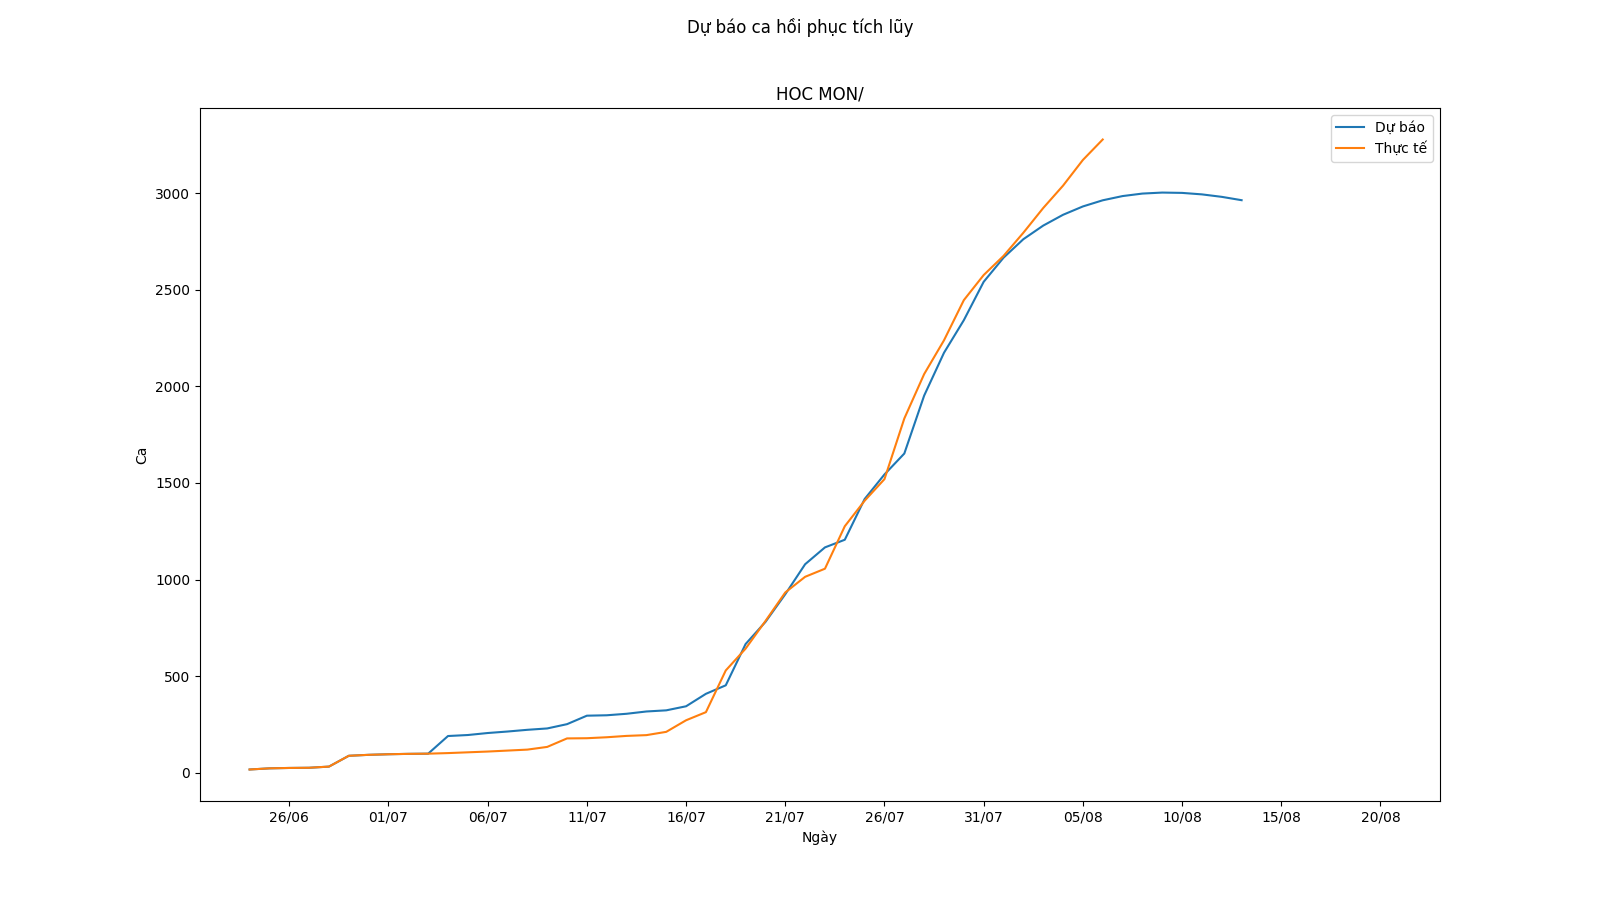 Dự báo ca hồi phục tích lũy
HOC MON/
Dự báo
Thực tế
3000
2500
2000
1500
1000
500
0
Ca
26/06 01/07 06/07 11/07 16/07 21/07 26/07 31/07 05/08 10/08 15/08 20/08
Ngày